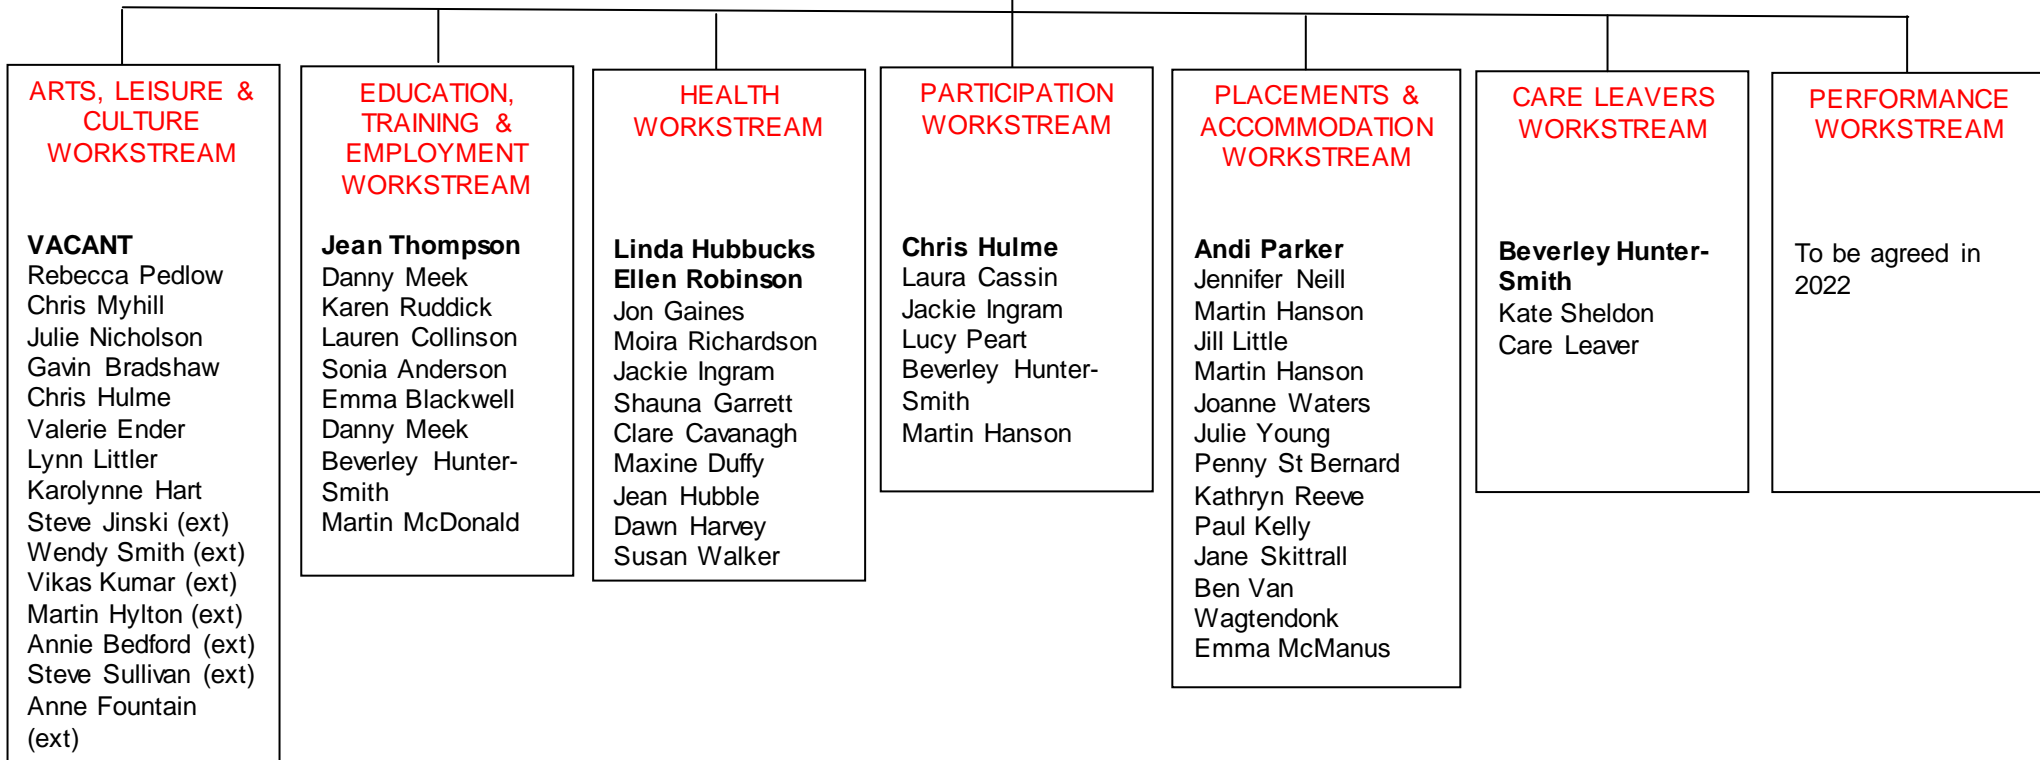 ARTS, LEISURE &
CULTURE
WORKSTREAM
VACANT
Rebecca Pedlow
Chris Myhill
Julie Nicholson
Gavin Bradshaw
Chris Hulme
Valerie Ender
Lynn Littler
Karolynne Hart
Steve Jinski (ext)
Wendy Smith (ext)
Vikas Kumar (ext)
Martin Hylton (ext)
Annie Bedford (ext)
Steve Sullivan (ext)
Anne Fountain
(ext)
EDUCATION,
TRAINING &
EMPLOYMENT
WORKSTREAM
Jean Thompson
Danny Meek
Karen Ruddick
Lauren Collinson
Sonia Anderson
Emma Blackwell
Danny Meek
Beverley Hunter-
Smith
Martin McDonald
HEALTH
WORKSTREAM
Linda Hubbucks
Ellen Robinson
Jon Gaines
Moira Richardson
Jackie Ingram
Shauna Garrett
Clare Cavanagh
Maxine Duffy
Jean Hubble
Dawn Harvey
Susan Walker
PARTICIPATION
WORKSTREAM
Chris Hulme
Laura Cassin
Jackie Ingram
Lucy Peart
Beverley Hunter-
Smith
Martin Hanson
PLACEMENTS &
ACCOMMODATION
WORKSTREAM
Andi Parker
Jennifer Neill
Martin Hanson
Jill Little
Martin Hanson
Joanne Waters
Julie Young
Penny St Bernard
Kathryn Reeve
Paul Kelly
Jane Skittrall
Ben Van
Wagtendonk
Emma McManus
CARE LEAVERS
WORKSTREAM
Beverley Hunter-
Smith
Kate Sheldon
Care Leaver
PERFORMANCE
WORKSTREAM
To be agreed in
2022